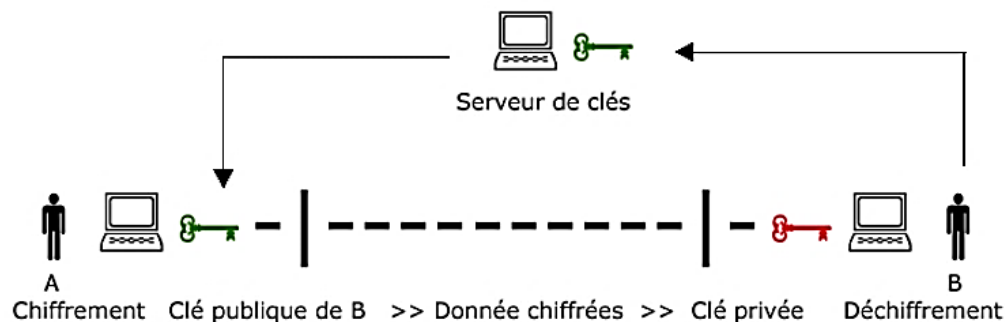 Serveur de clés
A
B
Chiffrement Clé publique de B >> Donnée chiffrées >> Clé privée Déchiffrement